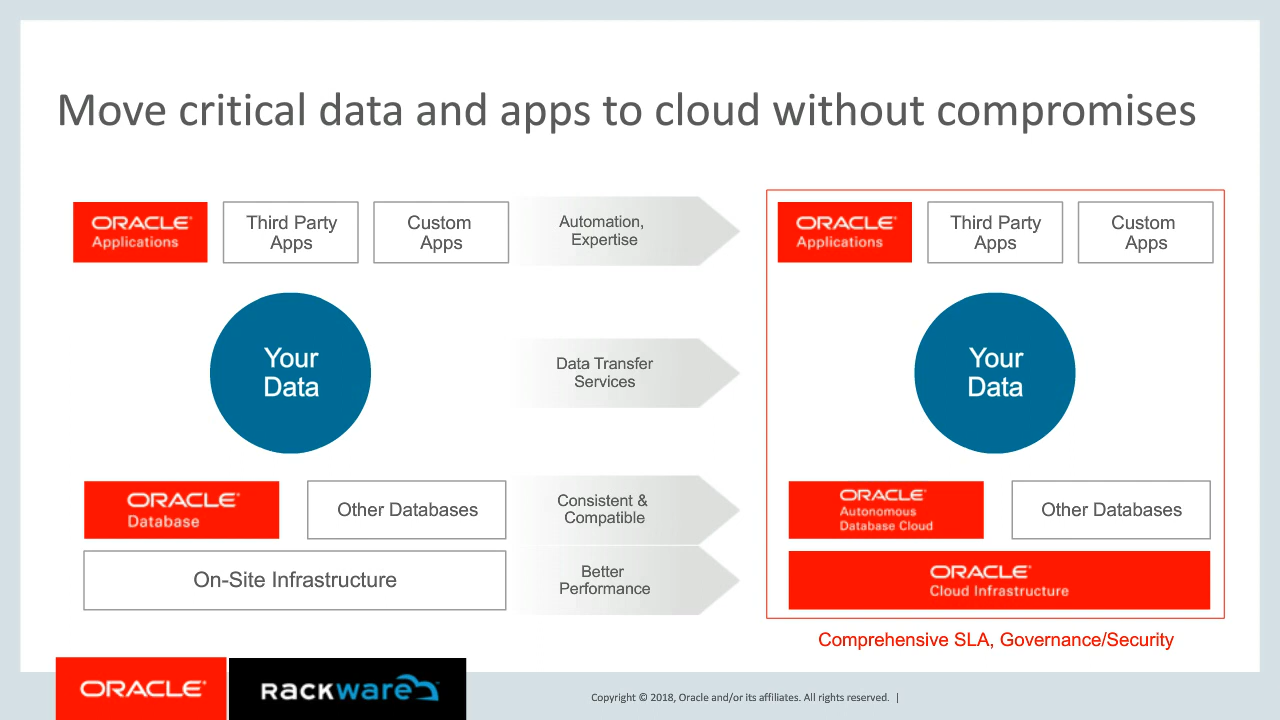 Move critical data and apps to cloud without compromises
ORACLE®
Applications
Third Party
Apps
Custom
Apps
Automation,
Expertise
ORACLE®
Applications
Third Party
Apps
Custom
Apps
Your
Data
Data Transfer
Services
Your
Data
ORACLE®
Database
Other Databases
Consistent &
Compatible
ORACLE®
Autonomous
Database Cloud
Other Databases
On-Site Infrastructure
Better
Performance
ORACLE®
Cloud Infrastructure
Comprehensive SLA, Governance/Security
ORACLE®
RACKWARE
Copyright © 2018, Oracle and/or its affiliates. All rights reserved. |